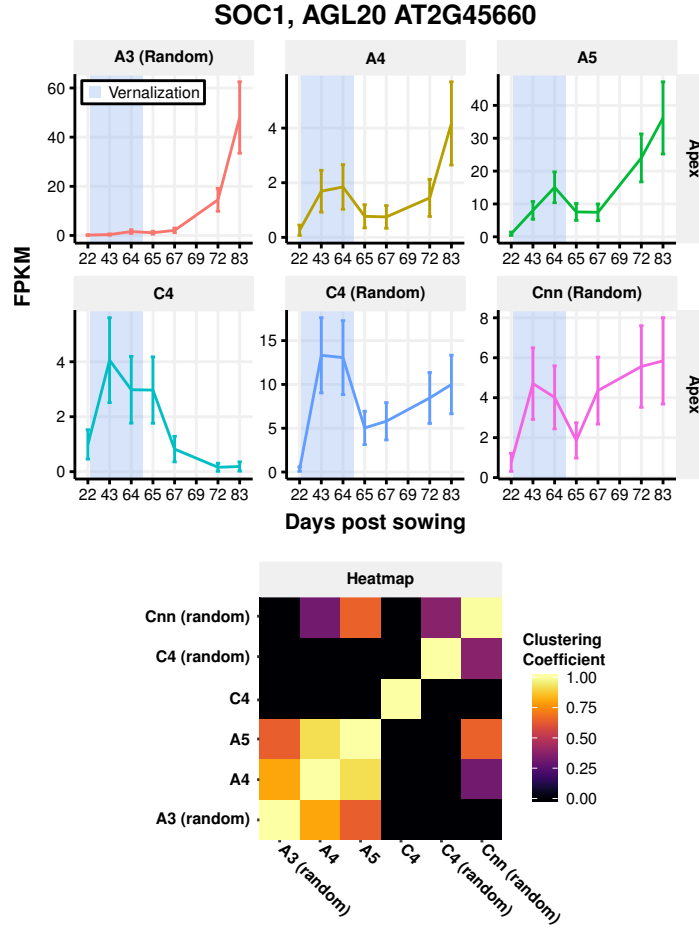 SOC1, AGL20 AT2G45660
A3 (Random) A4 A5
Vernalization
60 40 20 0
4 2 0
40 30 20 10 0
Apex
22 43 64 65 67 69 72 83 22 43 64 65 67 69 72 83 22 43 64 65 67 69 72 83
FPKM
C4 C4 (Random) Cnn (Random)
4 2 0
15 10 5 0
8 6 4 2 0
Apex
22 43 64 65 67 69 72 83 22 43 64 65 67 69 72 83 22 43 64 65 67 69 72 83
Days post sowing
Heatmap
Cnn (random)
C4 (random)
C4
A5
A4
A3 (random)
A3 (random) A4 A5 C4 C4 (random) Cnn (random)
Clustering
Coefficient
1.00
0.75
0.50
0.25
0.00